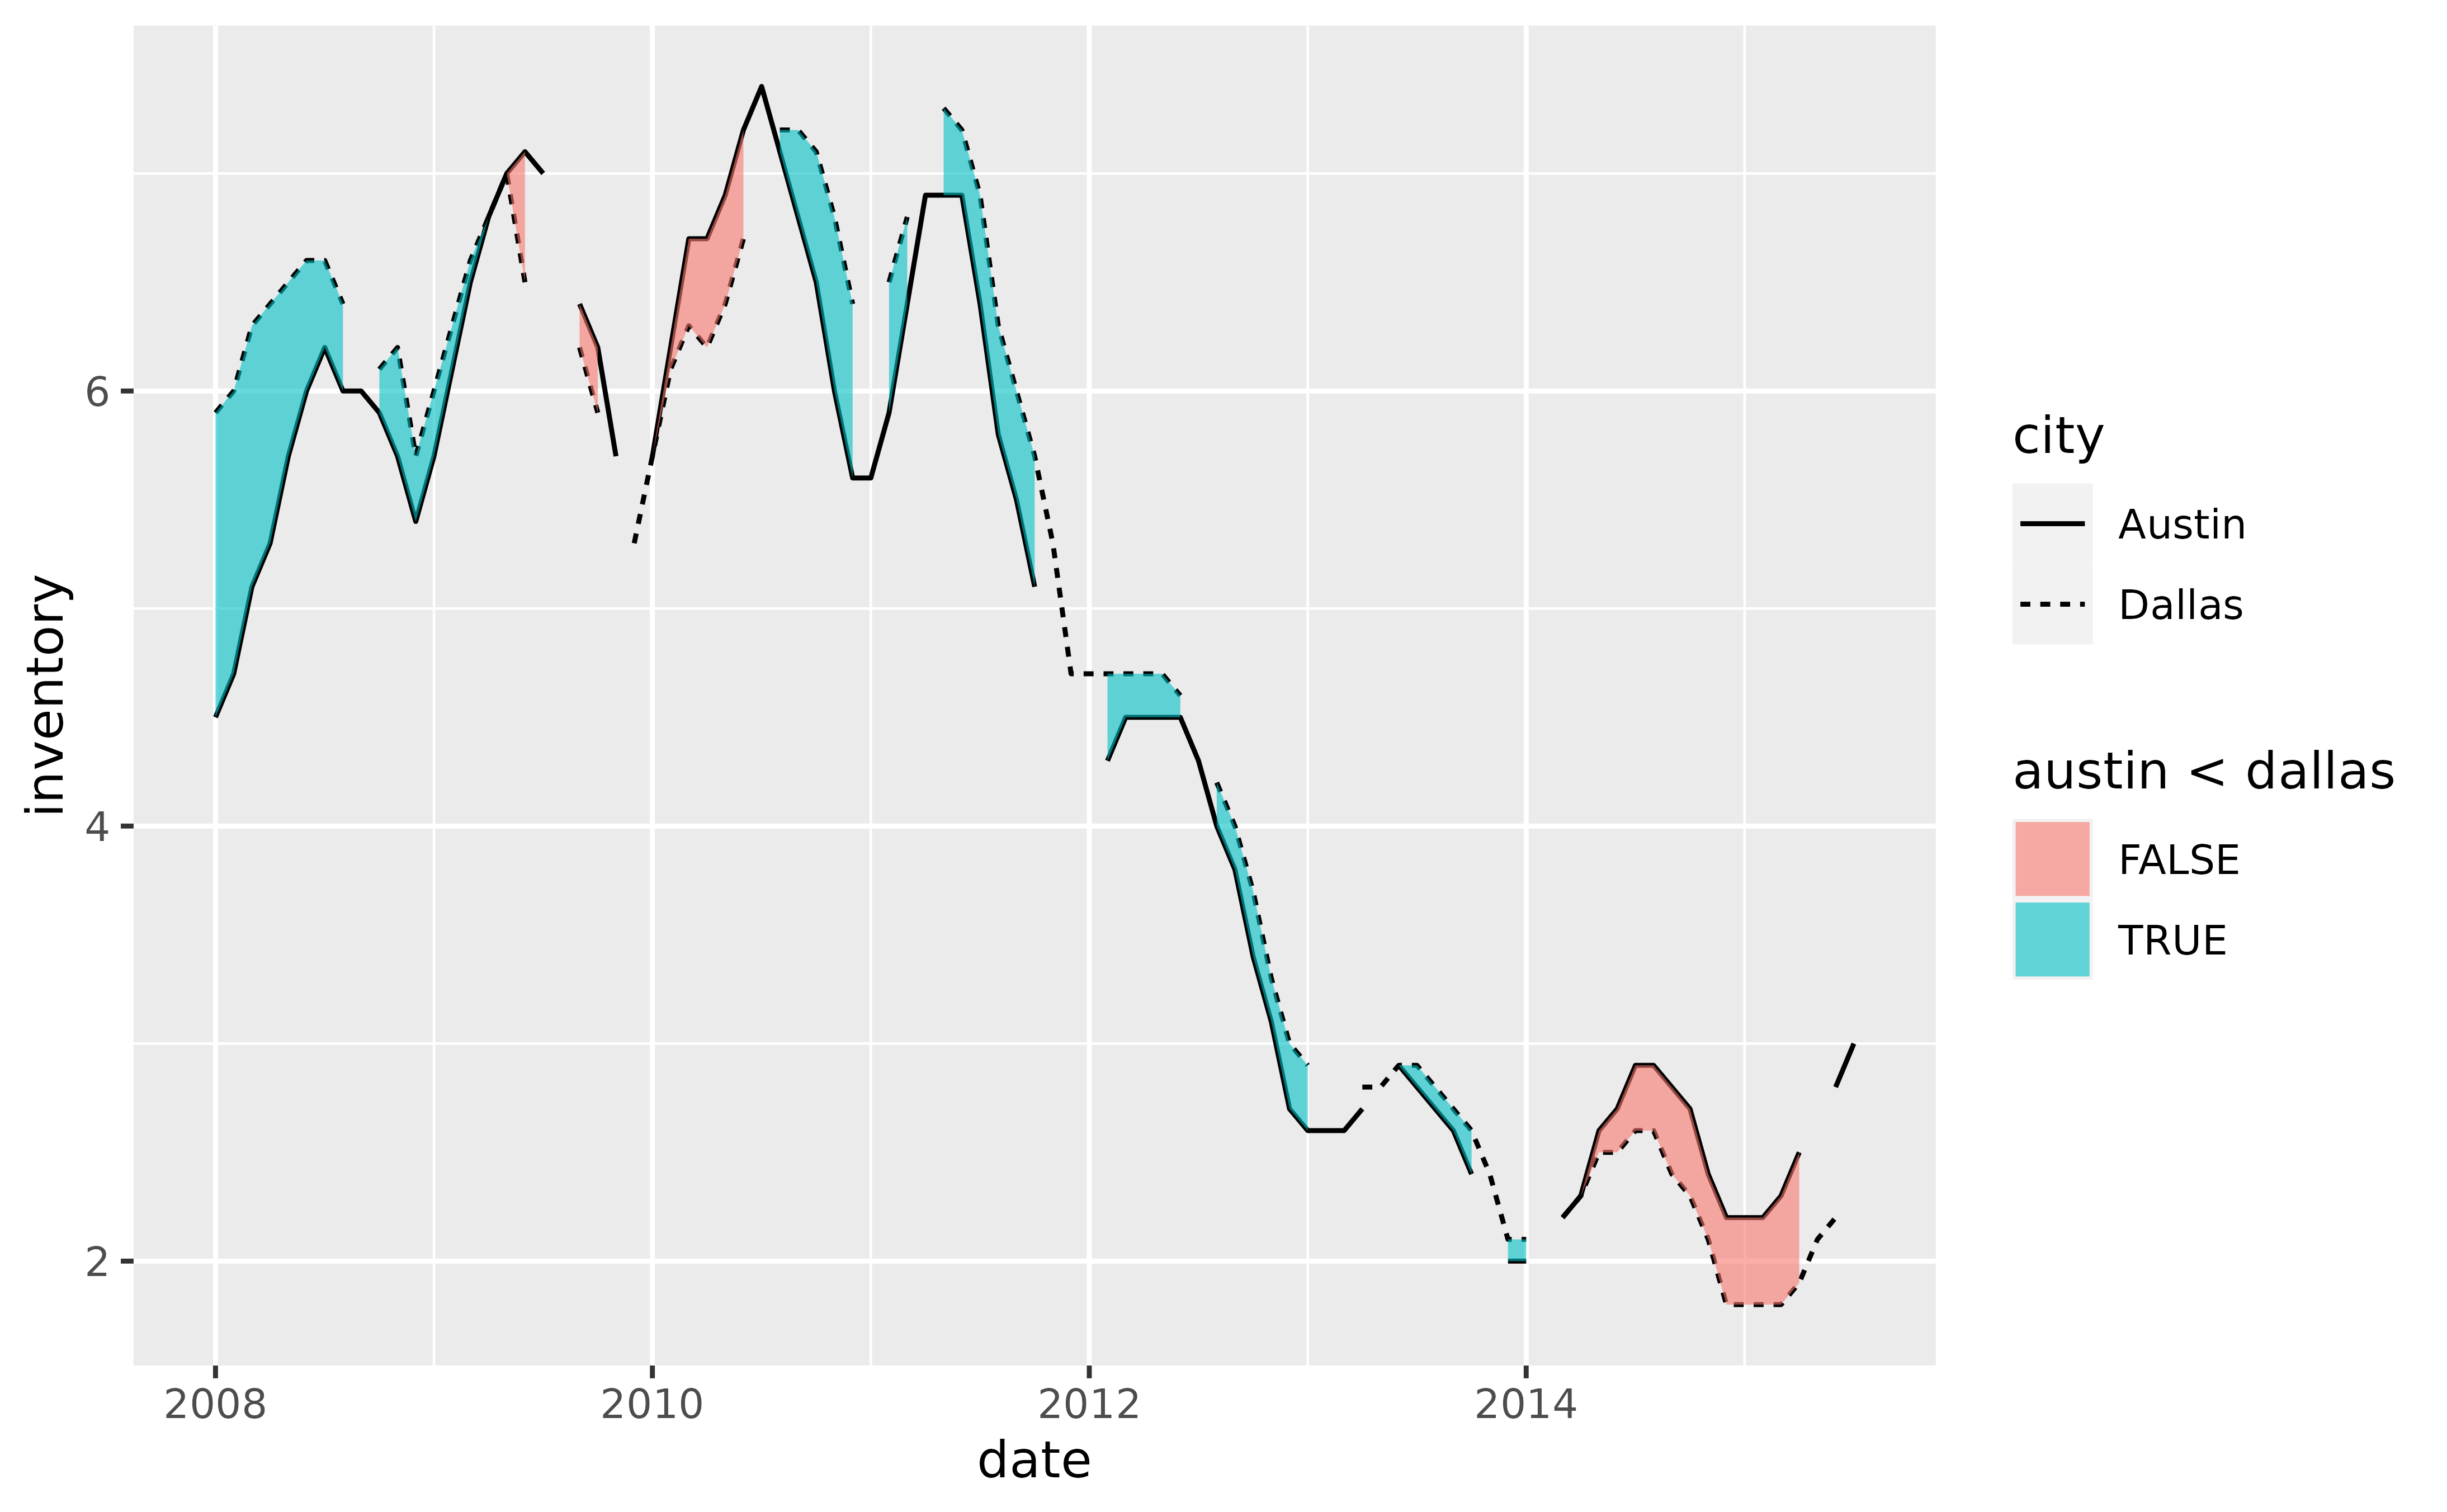 inventory
6
4
2
2008
2010
2012
2014
date
city
Austin
Dallas
austin < dallas
FALSE
TRUE